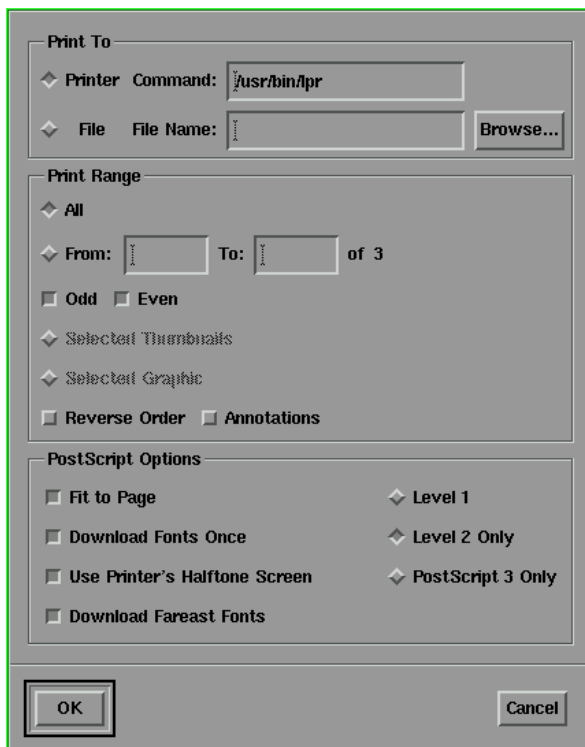 Print To
Printer Command: /usr/bin/lpr
File File Name: Browse...
Print Range
All
From: To: of 3
Odd Even
Selected Thumbnails
Selected Graphic
Reverse Order Annotations
PostScript Options
Fit to Page Level 1
Download Fonts Once Level 2 Only
Use Printer's Halftone Screen PostScript 3 Only
Download Fareast Fonts
OK Cancel